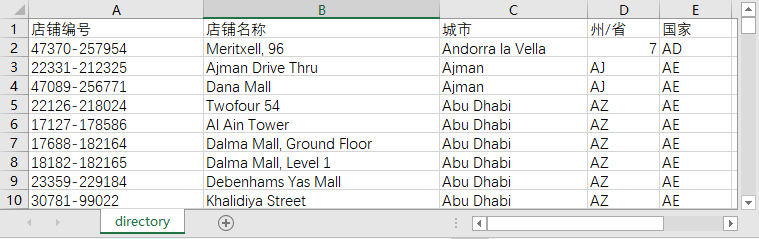 A B C D E
1 店铺编号 店铺名称 城市 州/省 国家
2 47370-257954 Meritxell, 96 Andorra la Vella 7 AD
3 22331-212325 Ajman Drive Thru Ajman AJ AE
4 47089-256771 Dana Mall Ajman AJ AE
5 22126-218024 Twofour 54 Abu Dhabi AZ AE
6 17127-178586 Al Ain Tower Abu Dhabi AZ AE
7 17688-182164 Dalma Mall, Ground Floor Abu Dhabi AZ AE
8 18182-182165 Dalma Mall, Level 1 Abu Dhabi AZ AE
9 23359-229184 Debenhams Yas Mall Abu Dhabi AZ AE
10 30781-99022 Khalidiya Street Abu Dhabi AZ AE
directory